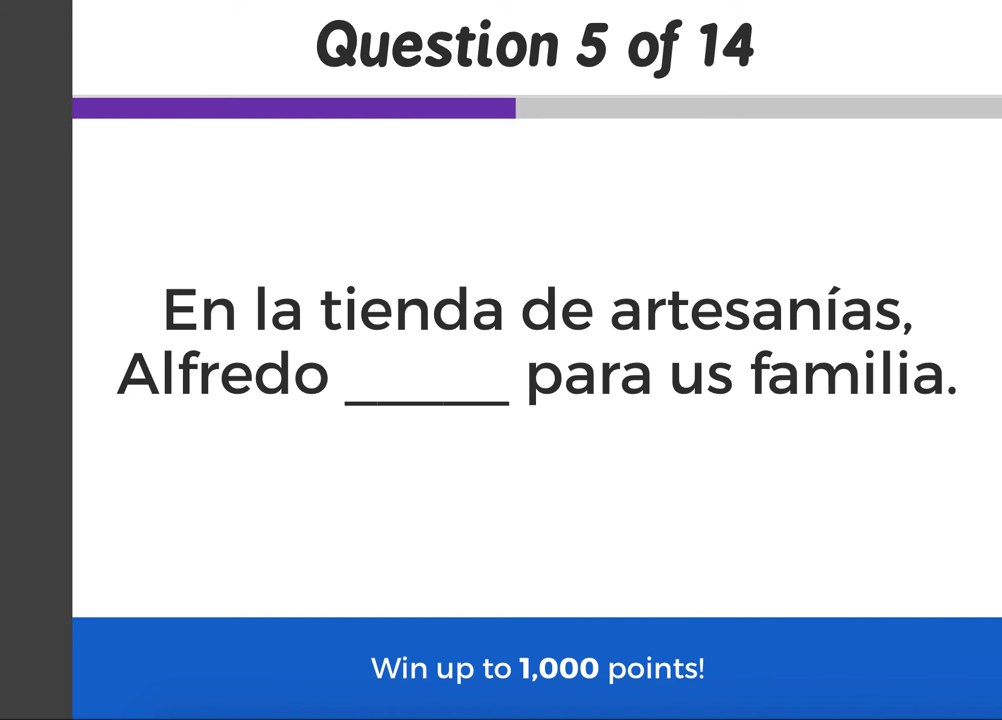 Question 5 of 14
En la tienda de artesanías,
Alfredo ______ para us familia.
Win up to 1,000 points!